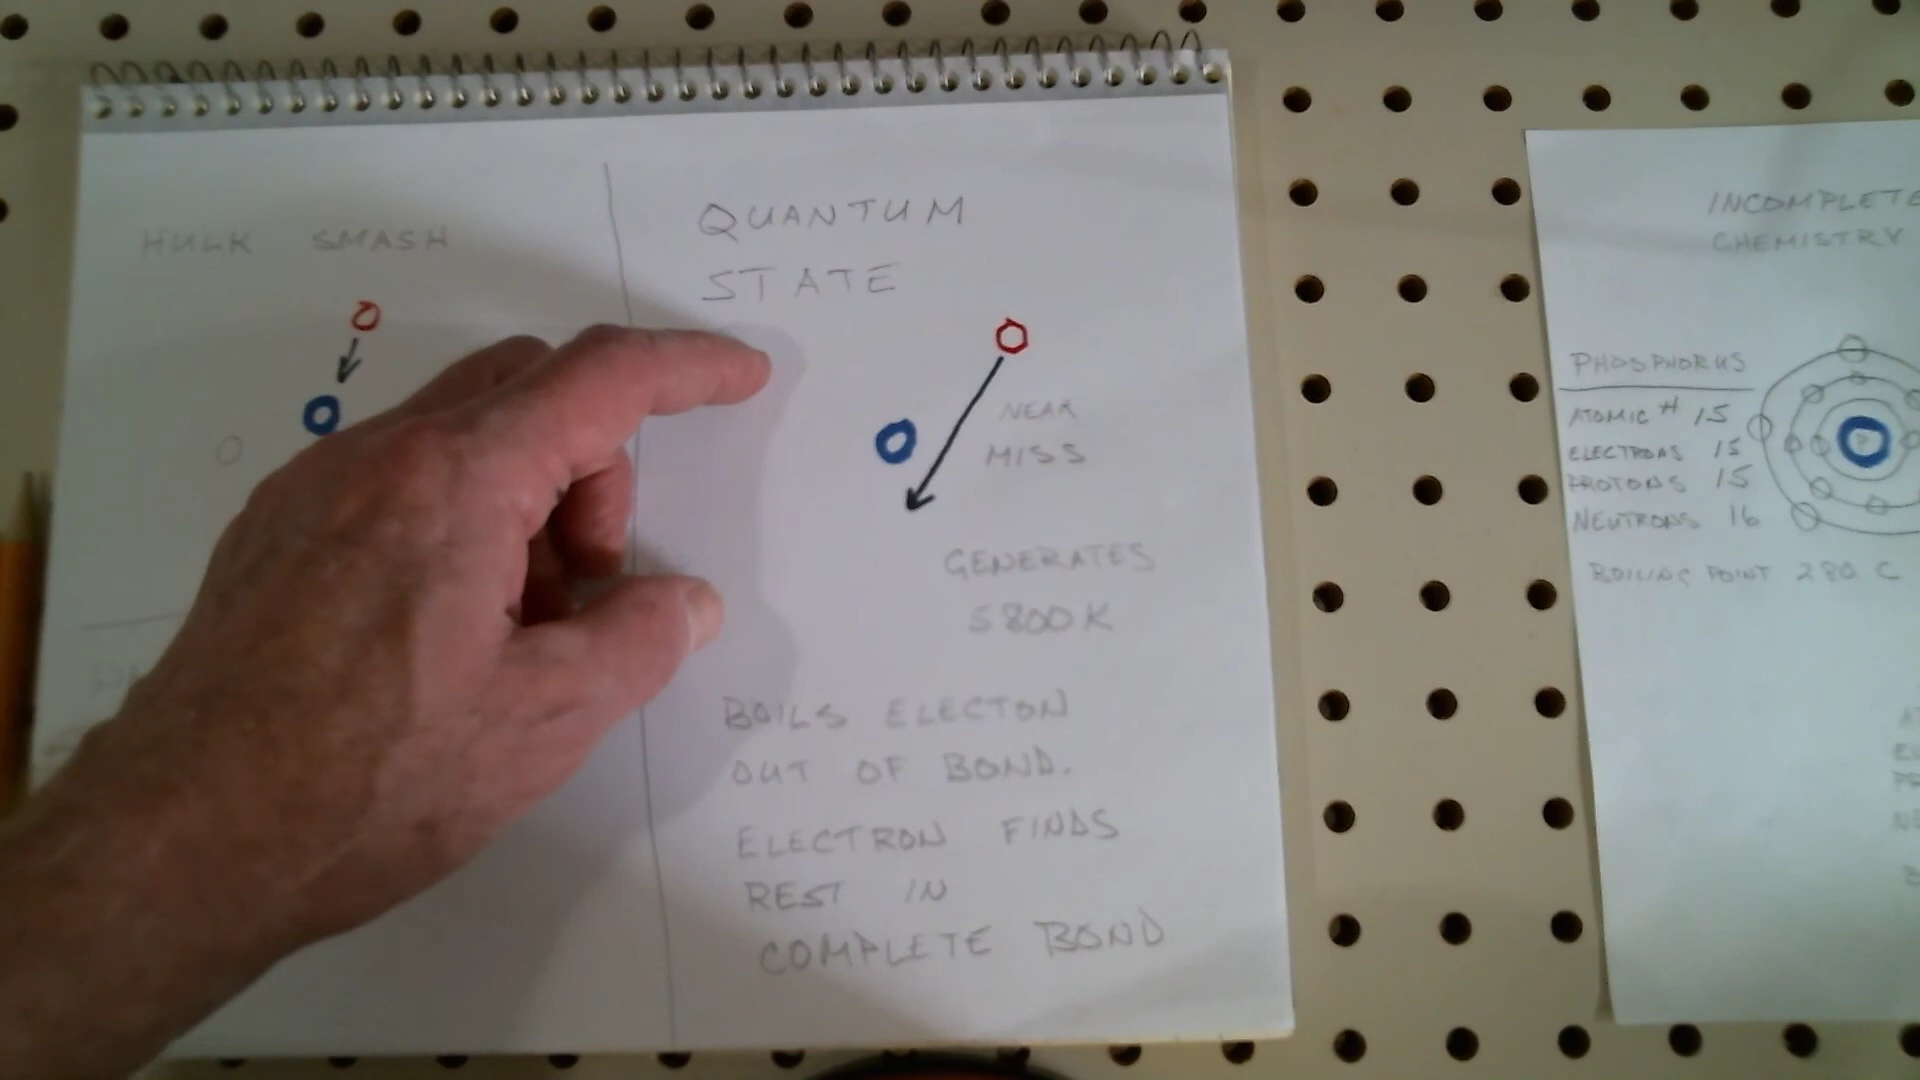 HULK SMASH
QUANTUM
STATE
NEAR
MISS
GENERATES
5800K
BOILS ELECTON
OUT OF BOND.
ELECTRON FINDS
REST IN
COMPLETE BOND
INCOMPLETE
CHEMISTRY
PHOSPHORUS
ATOMIC # 15
ELECTRONS 15
PROTONS 15
NEUTRONS 16
BOILING POINT 280 C